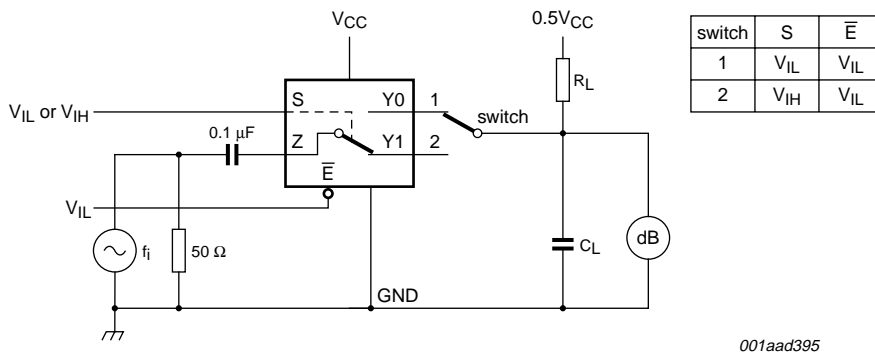 VCC
0.5VCC
switch S E̅
1 VIL VIL
2 VIH VIL
RL
S Y0 1
switch
VIL or VIH
0.1 μF
Z Y1 2
E̅
VIL
fi
50 Ω
CL
dB
GND
001aad395